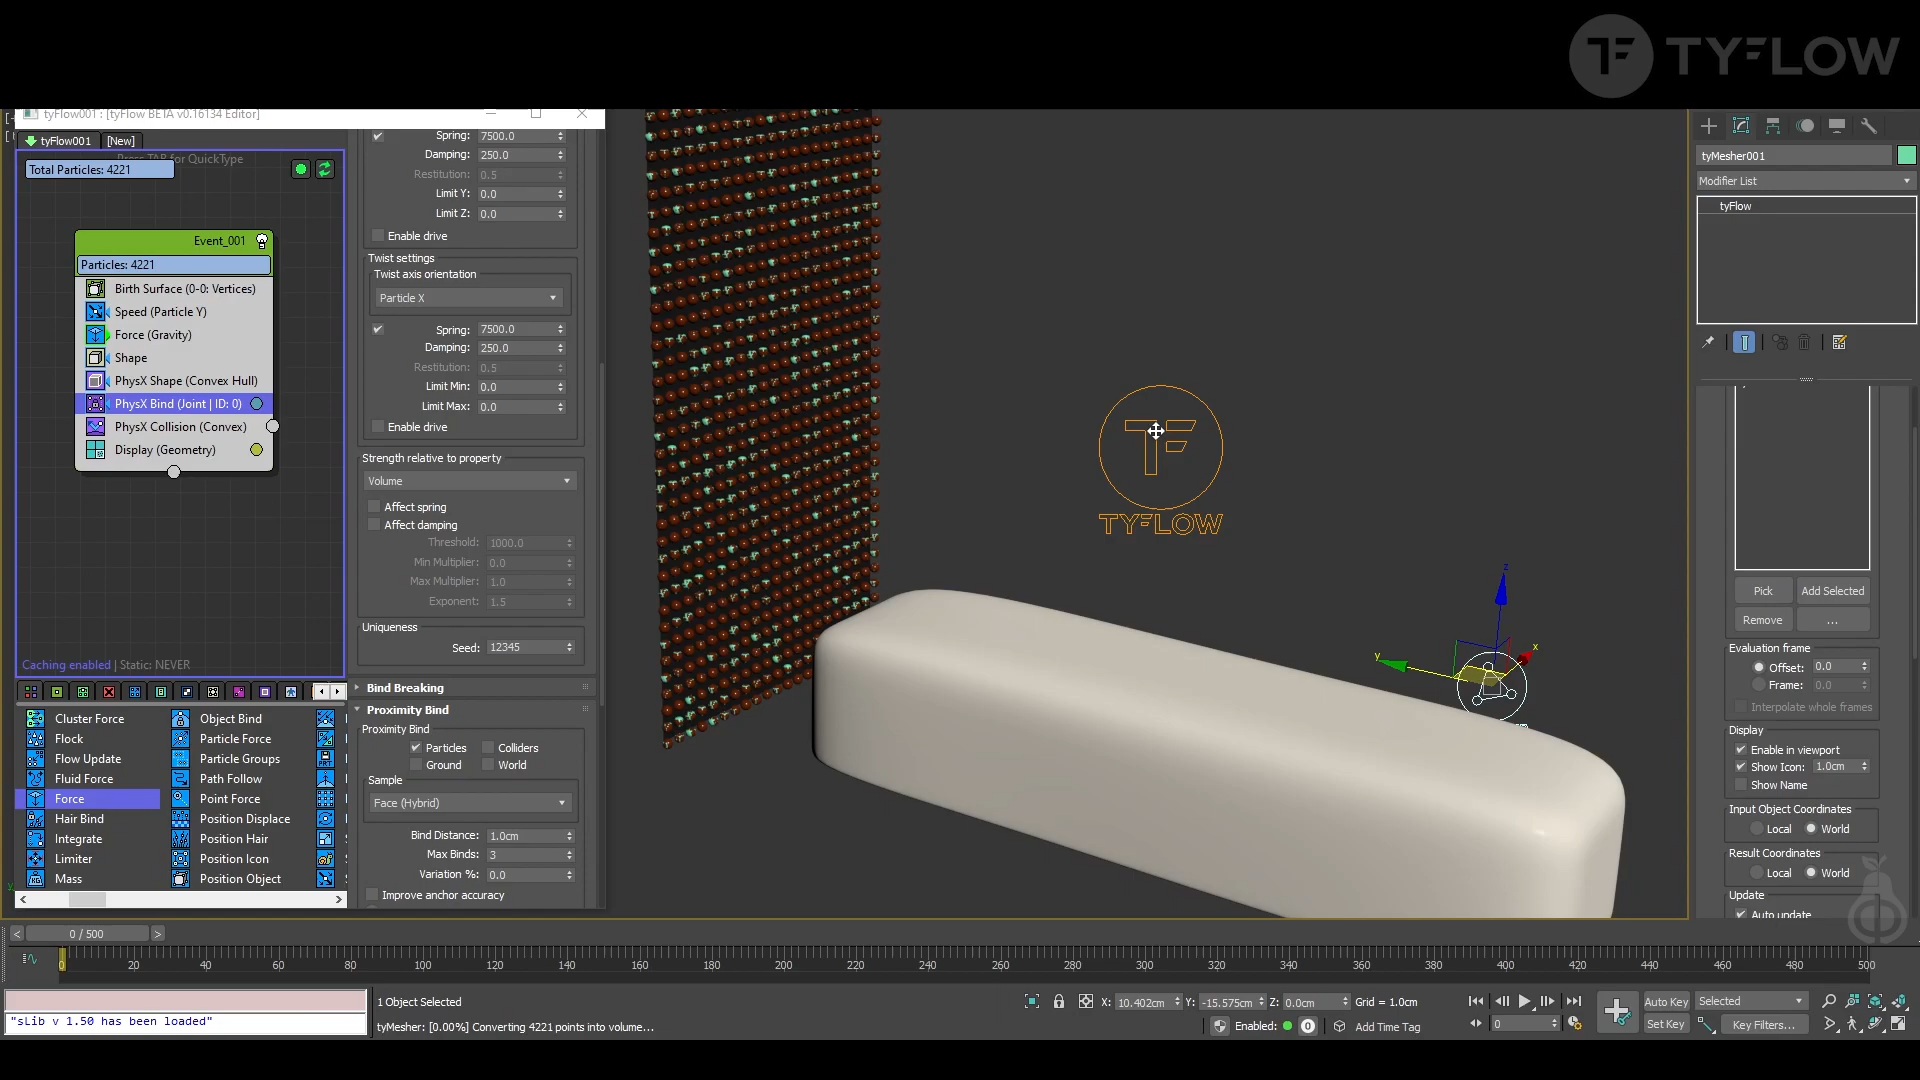 TYFLOW
tyFlow001 : [tyFlow BETA v0.16134 Editor]
tyFlow001
[New]
Press TAB for QuickType
Total Particles: 4221
Event_001
Particles: 4221
Birth Surface (0-0: Vertices)
Speed (Particle Y)
Force (Gravity)
Shape
PhysX Shape (Convex Hull)
PhysX Bind (Joint | ID: 0)
PhysX Collision (Convex)
Display (Geometry)
Caching enabled | Static: NEVER
Spring: 7500.0
Damping: 250.0
Restitution: 0.5
Limit Y: 0.0
Limit Z: 0.0
Enable drive
Twist settings
Twist axis orientation
Particle X
Spring: 7500.0
Damping: 250.0
Restitution: 0.5
Limit Min: 0.0
Limit Max: 0.0
Enable drive
Strength relative to property
Volume
Affect spring
Affect damping
Threshold: 1000.0
Min Multiplier: 0.0
Max Multiplier: 1.0
Exponent: 1.5
Uniqueness
Seed: 12345
Bind Breaking
Proximity Bind
Proximity Bind
Particles Colliders
Ground World
Sample
Face (Hybrid)
Bind Distance: 1.0cm
Max Binds: 3
Variation %: 0.0
Improve anchor accuracy
Cluster Force
Flock
Flow Update
Fluid Force
Force
Hair Bind
Integrate
Limiter
Mass
Object Bind
Particle Force
Particle Groups
Path Follow
Point Force
Position Displace
Position Hair
Position Icon
Position Object
TYFLOW
z
x
y
tyMesher001
Modifier List
tyFlow
Pick
Add Selected
Remove
...
Evaluation frame
Offset: 0.0
Frame: 0.0
Interpolate whole frames
Display
Enable in viewport
Show Icon: 1.0cm
Show Name
Input Object Coordinates
Local World
Result Coordinates
Local World
Update
Auto update
< 0 / 500 >
0 20 40 60 80 100 120 140 160 180 200 220 240 260 280 300 320 340 360 380 400 420 440 460 480 500
"sLib v 1.50 has been loaded"
1 Object Selected
tyMesher: [0.00%] Converting 4221 points into volume...
X: 10.402cm Y: -15.575cm Z: 0.0cm Grid = 1.0cm
Enabled: 0 Add Time Tag
0
Auto Key
Selected
Set Key
Key Filters...